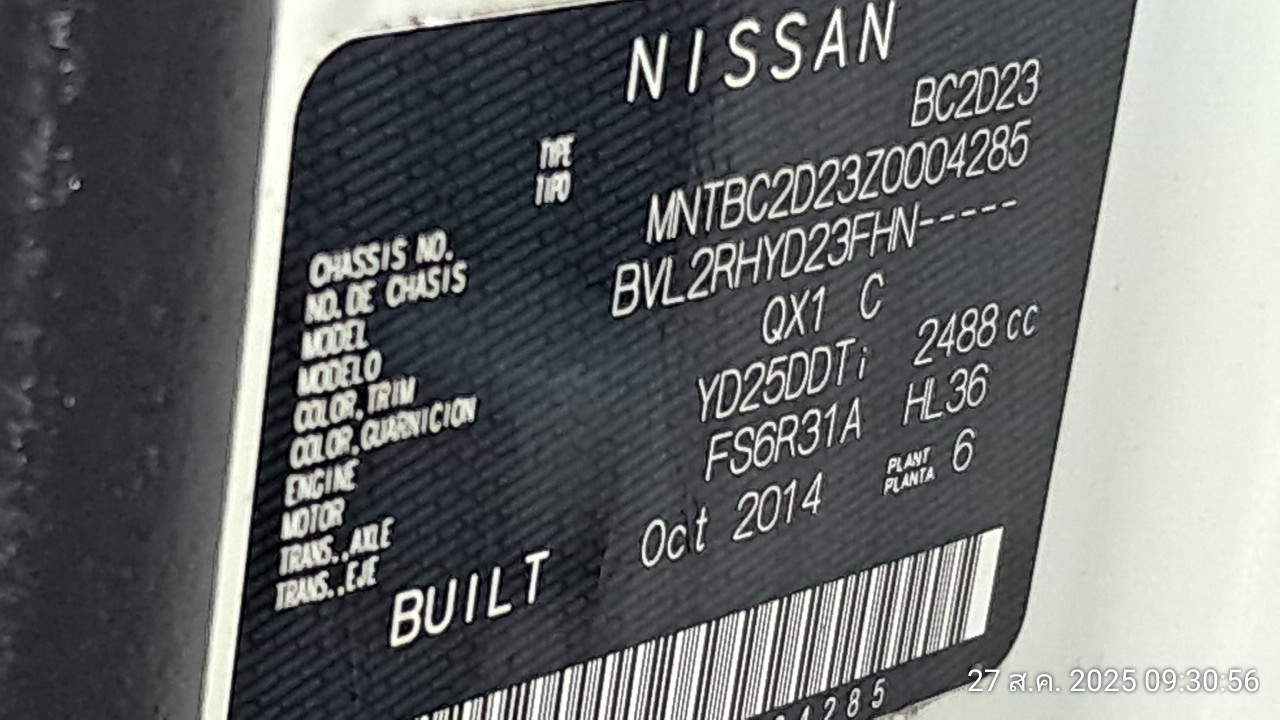 NISSAN
TYPE
TIPO
BC2D23
CHASSIS NO.
NO. DE CHASIS
MNTBC2D23Z0004285
MODEL
MODELO
BVL2RHYD23FHN-----
COLOR, TRIM
COLOR, GUARNICION
QX1 C
ENGINE
MOTOR
YD25DDTi 2488 cc
TRANS., AXLE
TRANS., EJE
FS6R31A HL36
BUILT Oct 2014
PLANT
PLANTA
6
4285
27 ส.ค. 2025 09:30:56